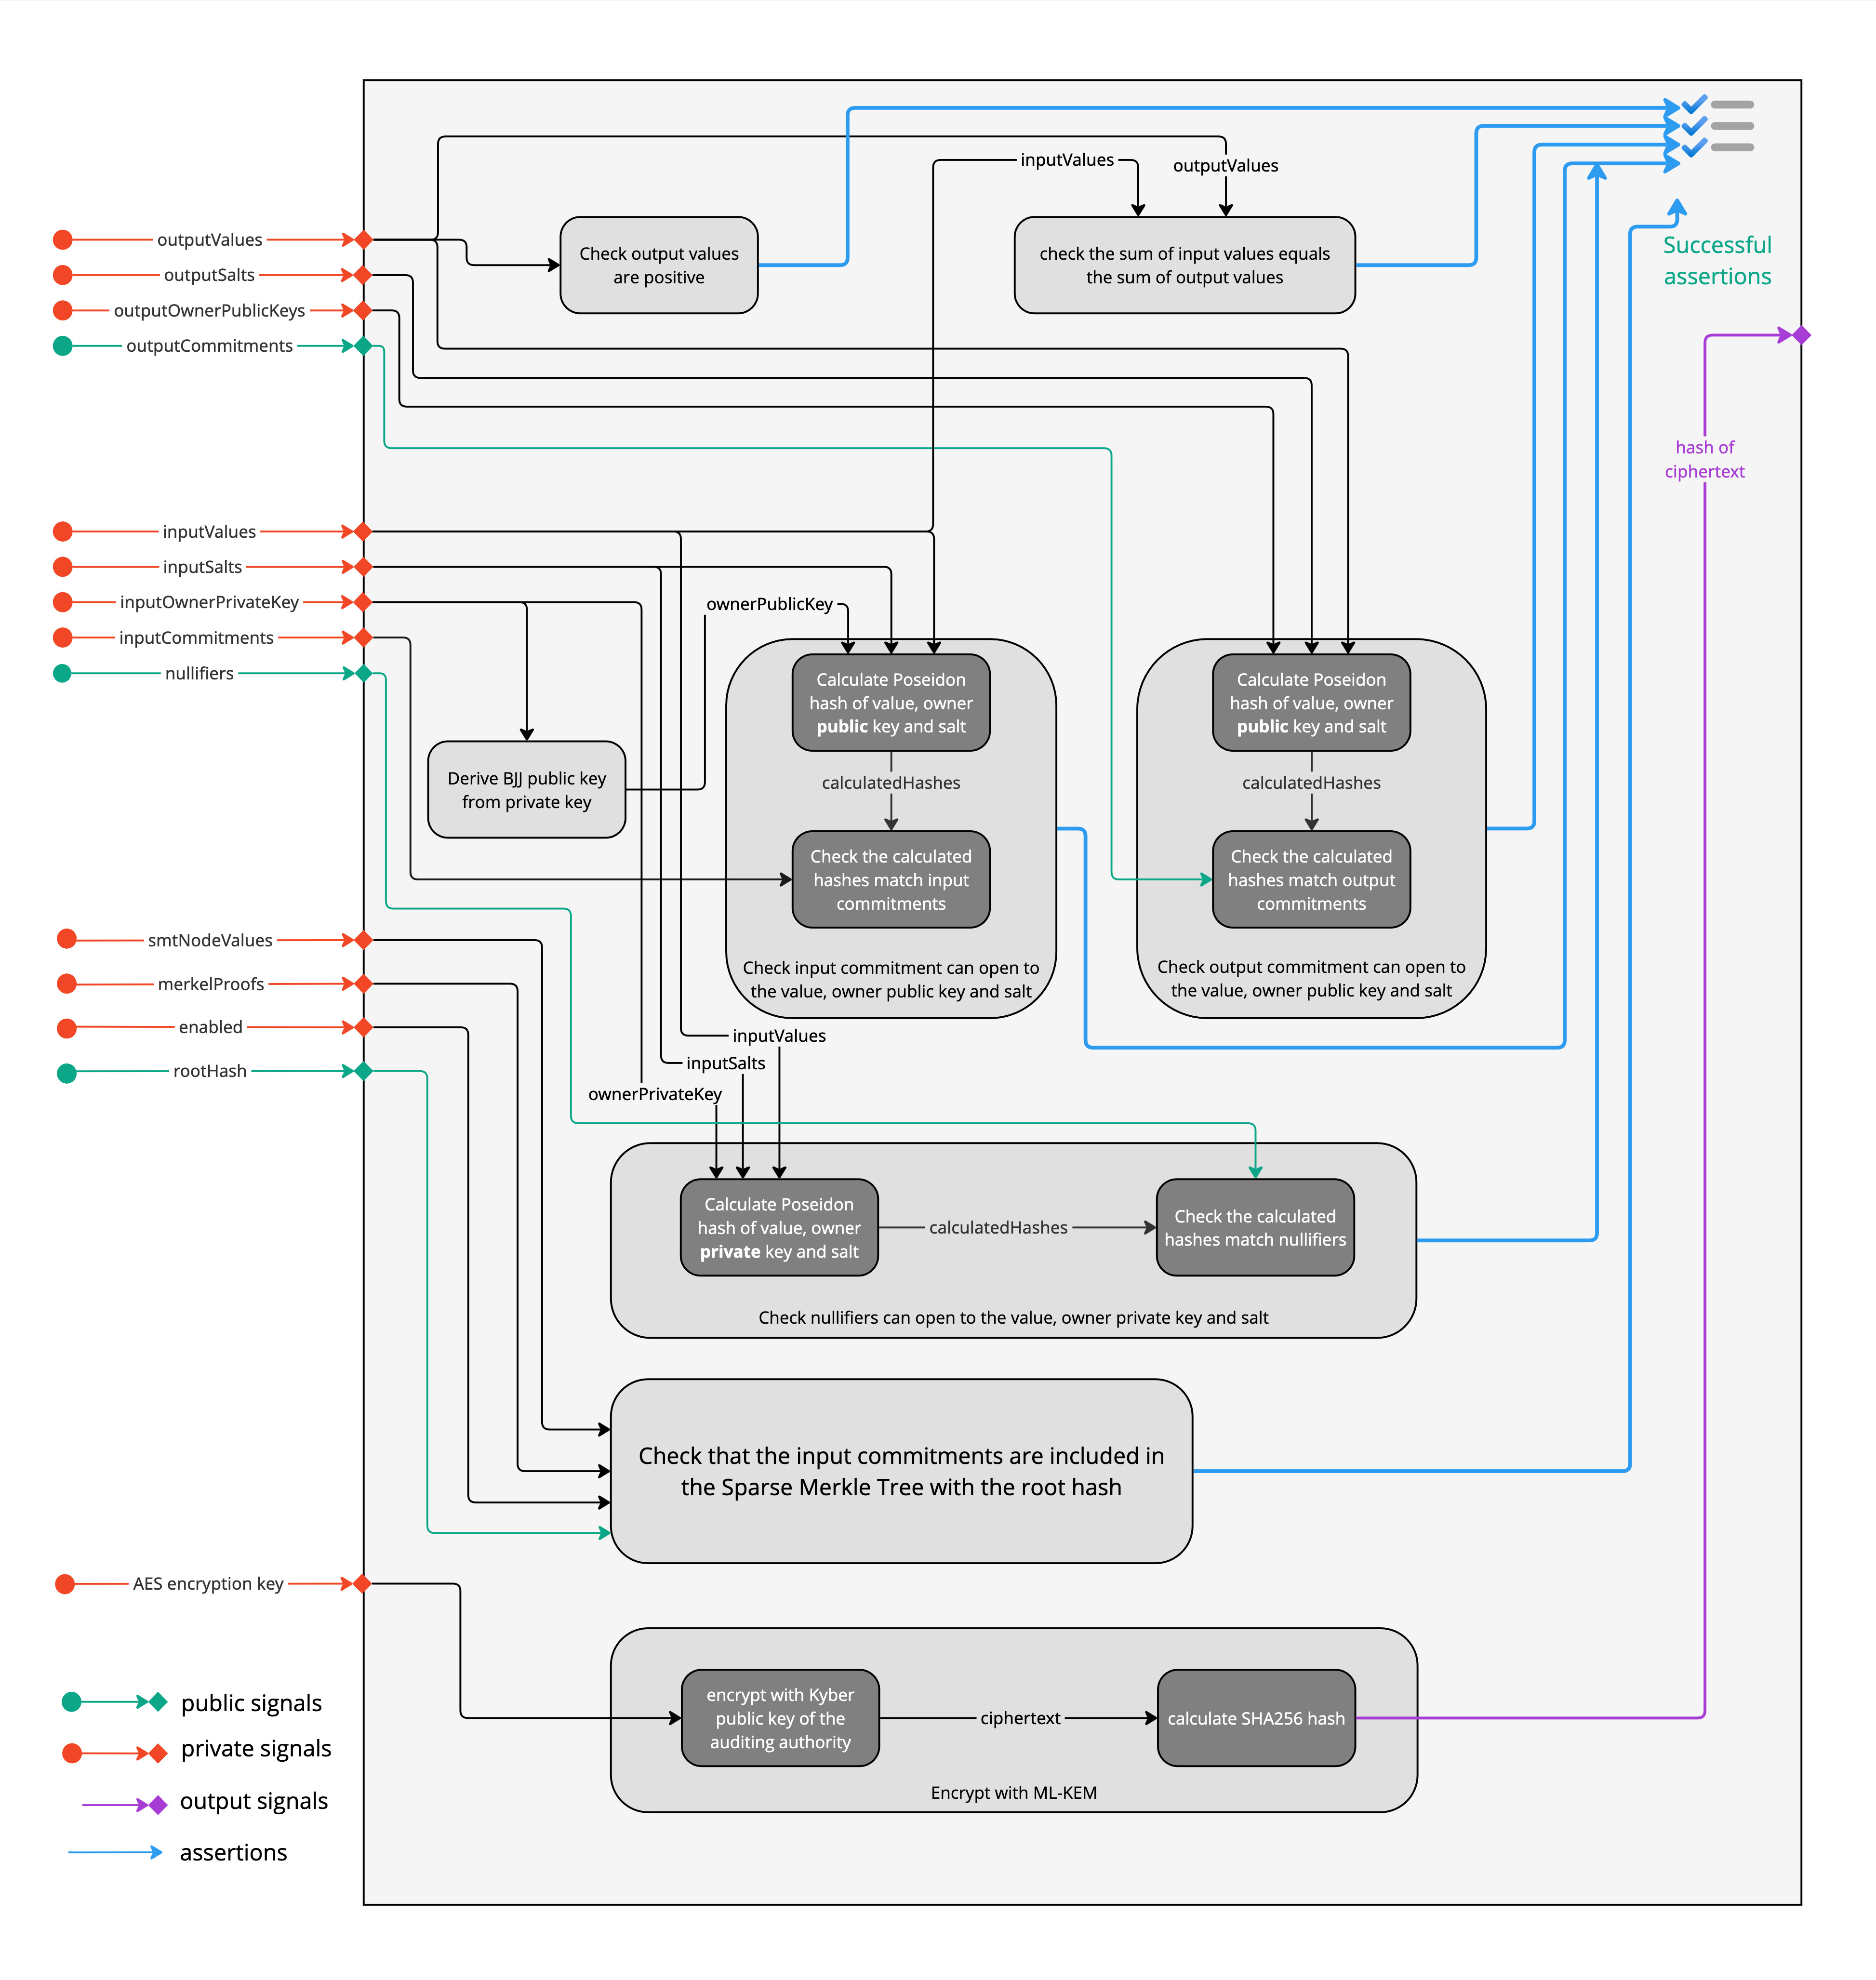 inputValues
outputValues
outputValues
outputSalts
outputOwnerPublicKeys
outputCommitments
Check output values
are positive
check the sum of input values equals
the sum of output values
Successful
assertions
hash of
ciphertext
inputValues
inputSalts
inputOwnerPrivateKey
inputCommitments
nullifiers
ownerPublicKey
Derive BJJ public key
from private key
Calculate Poseidon
hash of value, owner
public key and salt
calculatedHashes
Check the calculated
hashes match input
commitments
Check input commitment can open to
the value, owner public key and salt
Calculate Poseidon
hash of value, owner
public key and salt
calculatedHashes
Check the calculated
hashes match output
commitments
Check output commitment can open to
the value, owner public key and salt
smtNodeValues
merkelProofs
enabled
rootHash
inputValues
inputSalts
ownerPrivateKey
Calculate Poseidon
hash of value, owner
private key and salt
calculatedHashes
Check the calculated
hashes match nullifiers
Check nullifiers can open to the value, owner private key and salt
Check that the input commitments are included in
the Sparse Merkle Tree with the root hash
AES encryption key
encrypt with Kyber
public key of the
auditing authority
ciphertext
calculate SHA256 hash
Encrypt with ML-KEM
public signals
private signals
output signals
assertions